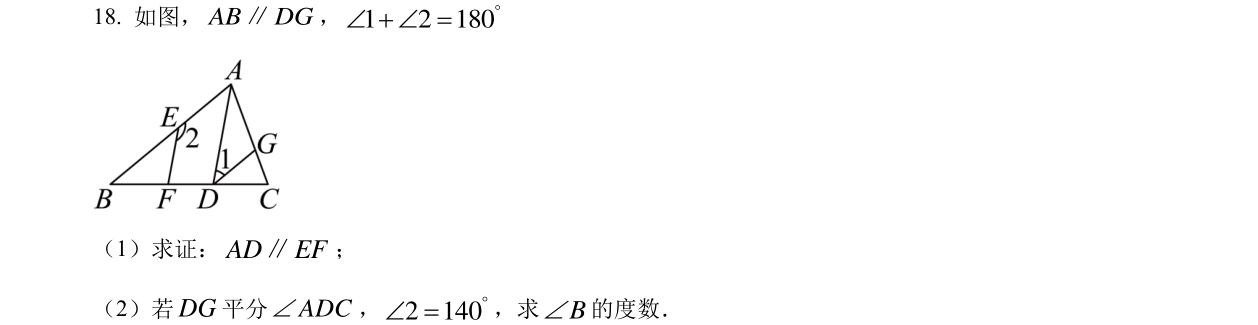 18. 如图，AB∥DG，∠1+∠2=180°
A
E
2
G
1
B F D C
（1）求证：AD∥EF；
（2）若DG平分∠ADC，∠2=140°，求∠B的度数．